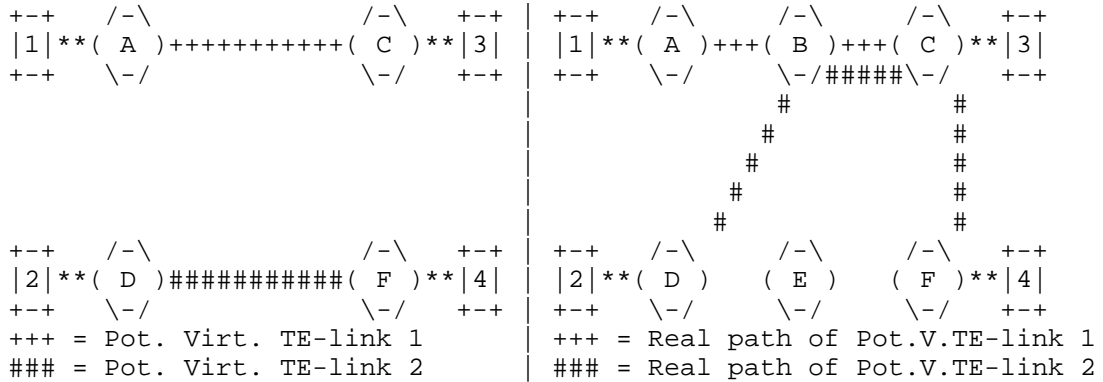 +-+   /-\             /-\   +-+ | +-+   /-\     /-\     /-\   +-+
|1|**( A )+++++++++++( C )**|3| | |1|**( A )+++( B )+++( C )**|3|
+-+   \-/             \-/   +-+ | +-+   \-/     \-/#####\-/   +-+
                                |               #          #
                                |              #           #
                                |             #            #
                                |            #             #
                                |           #              #
+-+   /-\             /-\   +-+ | +-+   /-\     /-\     /-\   +-+
|2|**( D )###########( F )**|4| | |2|**( D )   ( E )   ( F )**|4|
+-+   \-/             \-/   +-+ | +-+   \-/     \-/     \-/   +-+
+++ = Pot. Virt. TE-link 1      | +++ = Real path of Pot.V.TE-link 1
### = Pot. Virt. TE-link 2      | ### = Real path of Pot.V.TE-link 2